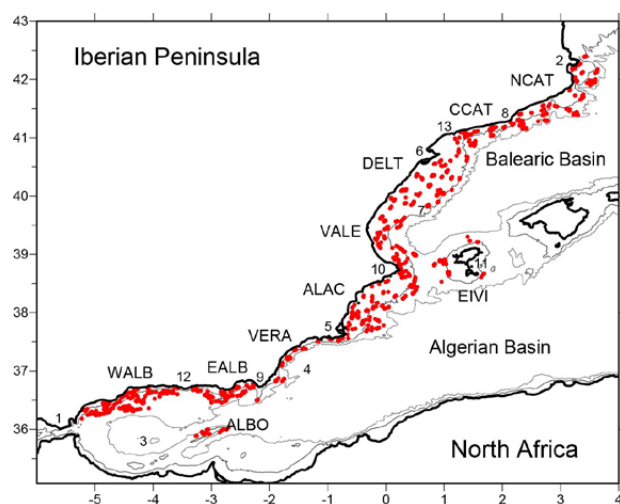 43
42
41
40
39
38
37
36
Iberian Peninsula
2
NCAT
CCAT
8
13
6
DELT
Balearic Basin
7
VALE
10
11
ALAC
EIVI
5
VERA
Algerian Basin
4
WALB
12
EALB
9
1
ALBO
3
North Africa
-5 -4 -3 -2 -1 0 1 2 3 4